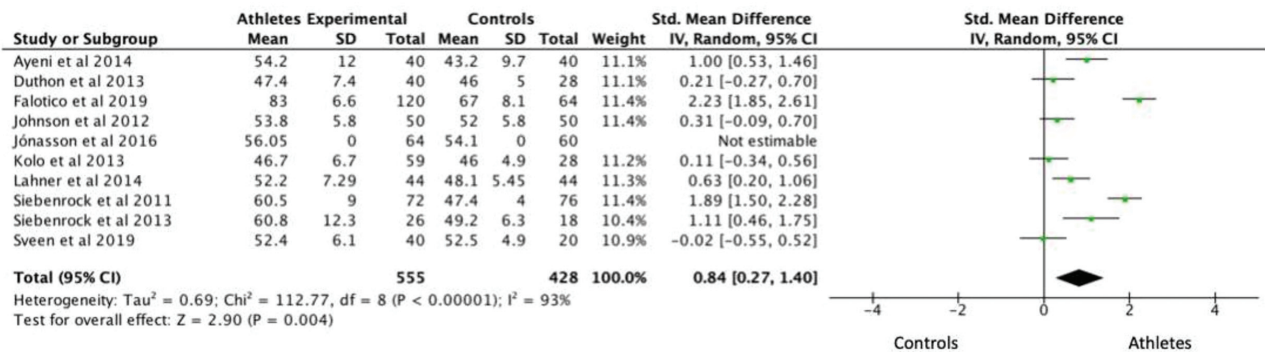 Athletes Experimental Controls Std. Mean Difference Std. Mean Difference
Study or Subgroup Mean SD Total Mean SD Total Weight IV, Random, 95% CI IV, Random, 95% CI
Ayeni et al 2014 54.2 12 40 43.2 9.7 40 11.1% 1.00 [0.53, 1.46]
Duthon et al 2013 47.4 7.4 40 46 5 28 11.1% 0.21 [-0.27, 0.70]
Falotico et al 2019 83 6.6 120 67 8.1 64 11.4% 2.23 [1.85, 2.61]
Johnson et al 2012 53.8 5.8 50 52 5.8 50 11.4% 0.31 [-0.09, 0.70]
Jónasson et al 2016 56.05 0 64 54.1 0 60 Not estimable
Kolo et al 2013 46.7 6.7 59 46 4.9 28 11.2% 0.11 [-0.34, 0.56]
Lahner et al 2014 52.2 7.29 44 48.1 5.45 44 11.3% 0.63 [0.20, 1.06]
Siebenrock et al 2011 60.5 9 72 47.4 4 76 11.4% 1.89 [1.50, 2.28]
Siebenrock et al 2013 60.8 12.3 26 49.2 6.3 18 10.4% 1.11 [0.46, 1.75]
Sveen et al 2019 52.4 6.1 40 52.5 4.9 20 10.9% -0.02 [-0.55, 0.52]
Total (95% CI) 555 428 100.0% 0.84 [0.27, 1.40]
Heterogeneity: Tau² = 0.69; Chi² = 112.77, df = 8 (P < 0.00001); I² = 93%
Test for overall effect: Z = 2.90 (P = 0.004)
-4 -2 0 2 4
Controls Athletes